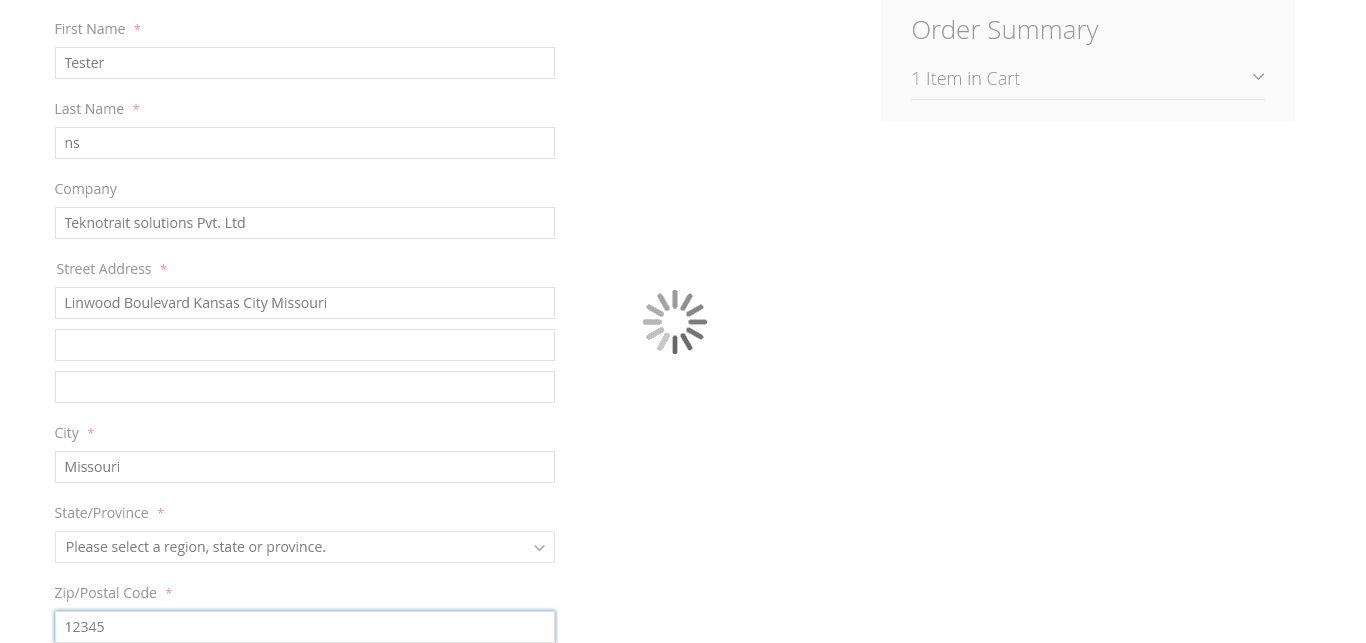 First Name *
Tester
Last Name *
ns
Company
Teknotrait solutions Pvt. Ltd
Street Address *
Linwood Boulevard Kansas City Missouri
City *
Missouri
State/Province *
Please select a region, state or province.
Zip/Postal Code *
12345
Order Summary
1 Item in Cart